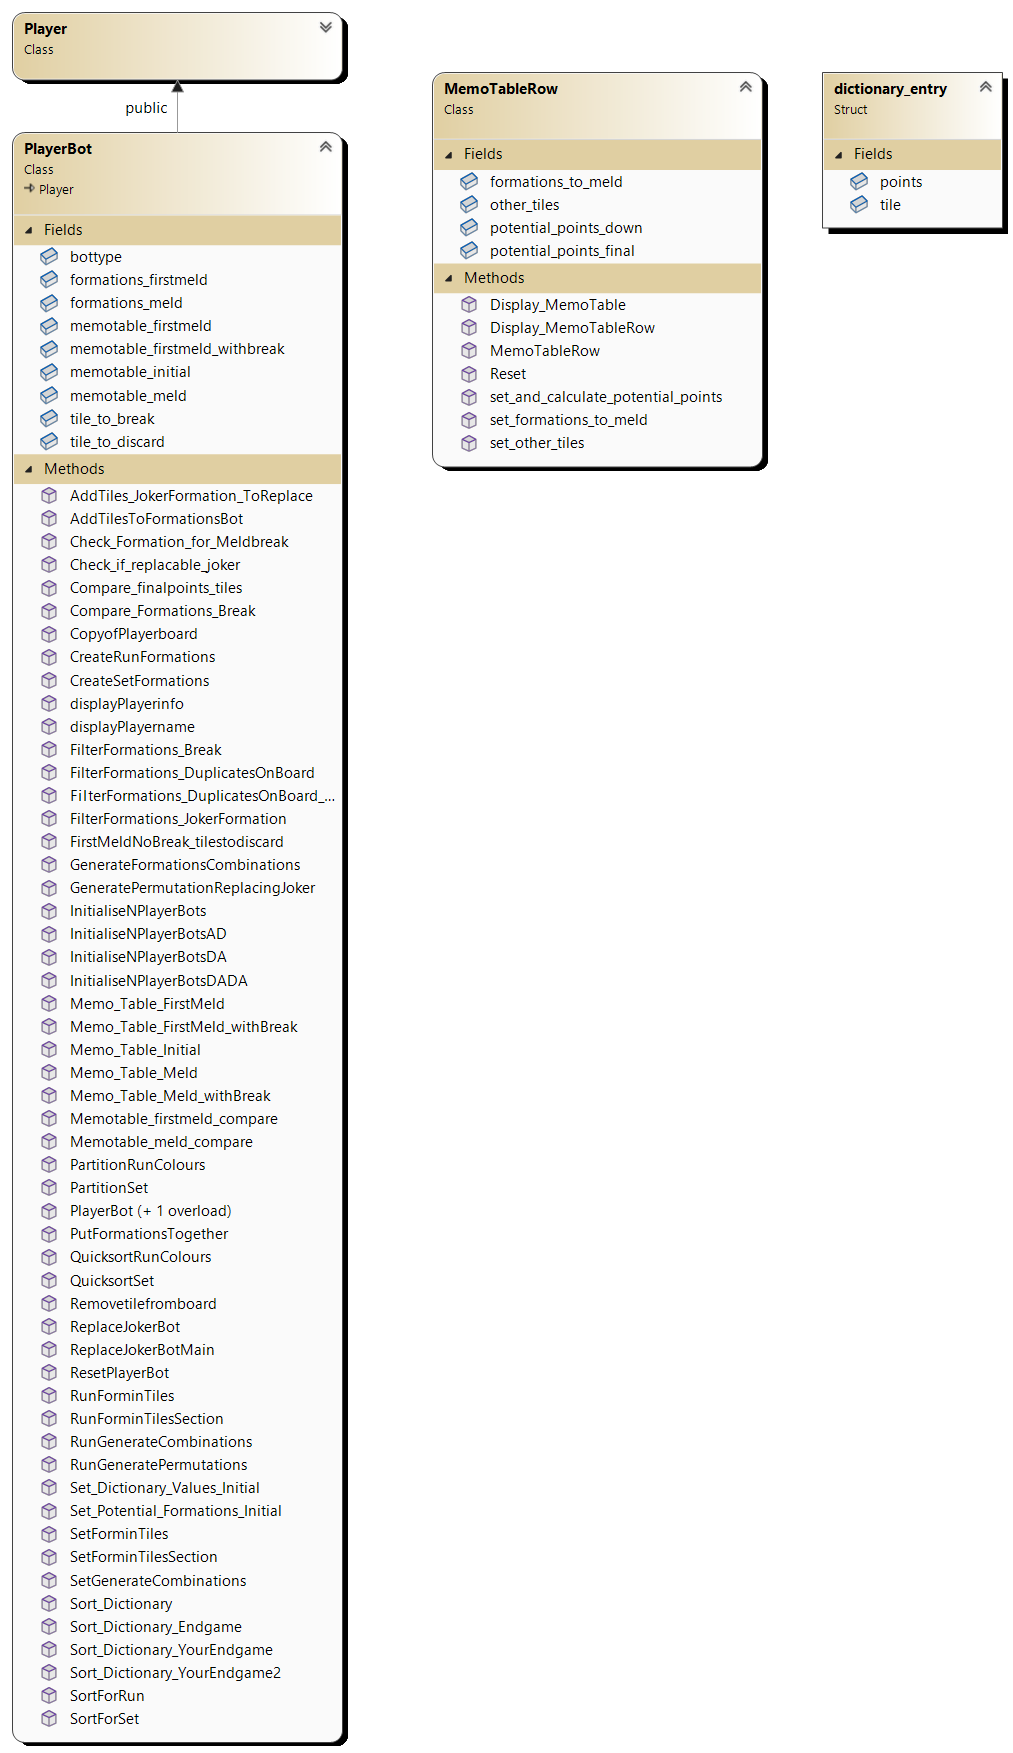 Player
Class
public
PlayerBot
Class
Player
Fields
bottype
formations_firstmeld
formations_meld
memotable_firstmeld
memotable_firstmeld_withbreak
memotable_initial
memotable_meld
tile_to_break
tile_to_discard
Methods
AddTiles_JokerFormation_ToReplace
AddTilesToFormationsBot
Check_Formation_for_Meldbreak
Check_if_replacable_joker
Compare_finalpoints_tiles
Compare_Formations_Break
CopyofPlayerboard
CreateRunFormations
CreateSetFormations
displayPlayerinfo
displayPlayername
FilterFormations_Break
FilterFormations_DuplicatesOnBoard
FilterFormations_DuplicatesOnBoard_...
FilterFormations_JokerFormation
FirstMeldNoBreak_tilestodiscard
GenerateFormationsCombinations
GeneratePermutationReplacingJoker
InitialiseNPlayerBots
InitialiseNPlayerBotsAD
InitialiseNPlayerBotsDA
InitialiseNPlayerBotsDADA
Memo_Table_FirstMeld
Memo_Table_FirstMeld_withBreak
Memo_Table_Initial
Memo_Table_Meld
Memo_Table_Meld_withBreak
Memotable_firstmeld_compare
Memotable_meld_compare
PartitionRunColours
PartitionSet
PlayerBot (+ 1 overload)
PutFormationsTogether
QuicksortRunColours
QuicksortSet
Removetilefromboard
ReplaceJokerBot
ReplaceJokerBotMain
ResetPlayerBot
RunForminTiles
RunForminTilesSection
RunGenerateCombinations
RunGeneratePermutations
Set_Dictionary_Values_Initial
Set_Potential_Formations_Initial
SetForminTiles
SetForminTilesSection
SetGenerateCombinations
Sort_Dictionary
Sort_Dictionary_Endgame
Sort_Dictionary_YourEndgame
Sort_Dictionary_YourEndgame2
SortForRun
SortForSet
MemoTableRow
Class
Fields
formations_to_meld
other_tiles
potential_points_down
potential_points_final
Methods
Display_MemoTable
Display_MemoTableRow
MemoTableRow
Reset
set_and_calculate_potential_points
set_formations_to_meld
set_other_tiles
dictionary_entry
Struct
Fields
points
tile